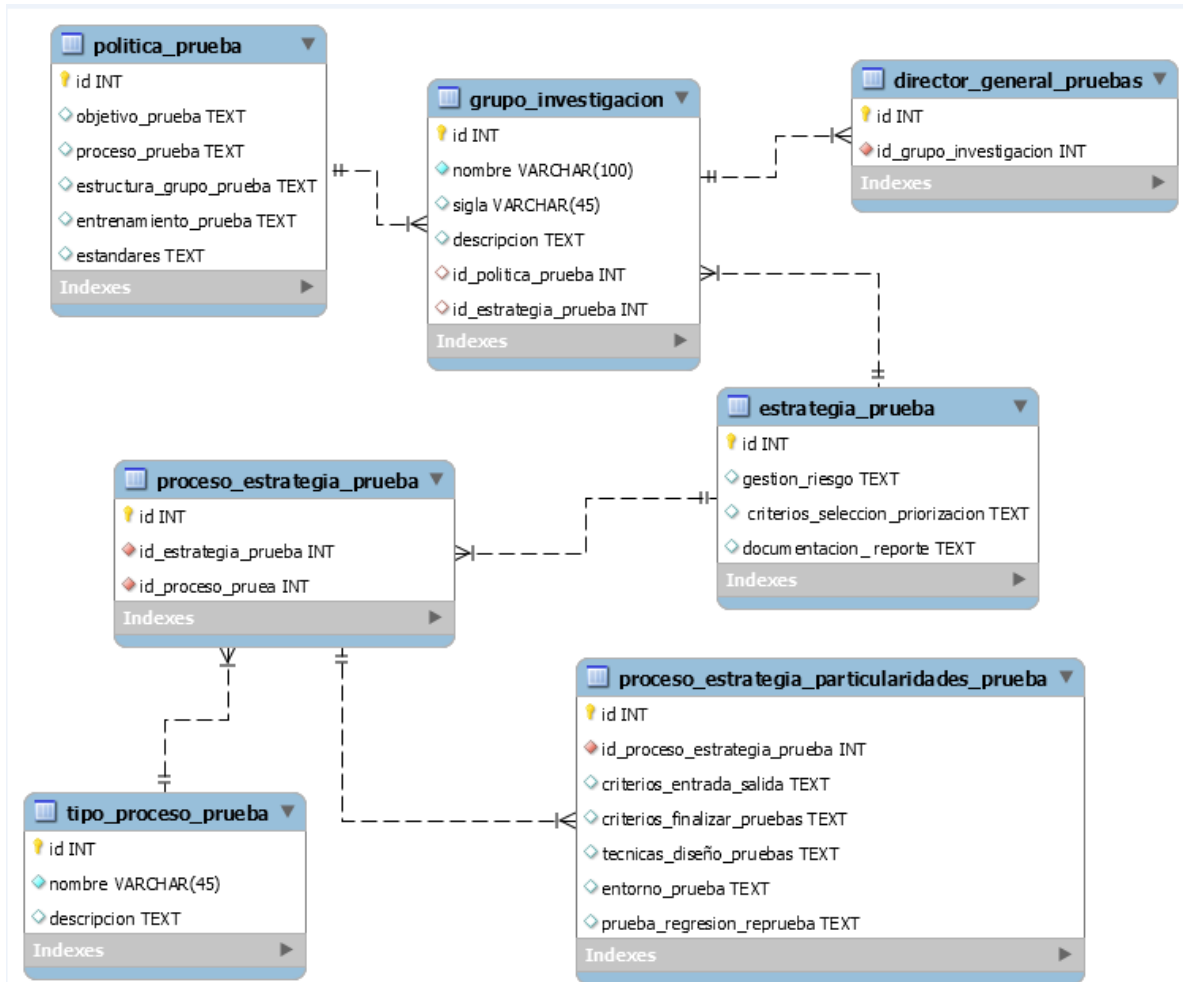 politica_prueba
id INT
objetivo_prueba TEXT
proceso_prueba TEXT
estructura_grupo_prueba TEXT
entrenamiento_prueba TEXT
estandares TEXT
Indexes
grupo_investigacion
id INT
nombre VARCHAR(100)
sigla VARCHAR(45)
descripcion TEXT
id_politica_prueba INT
id_estrategia_prueba INT
Indexes
director_general_pruebas
id INT
id_grupo_investigacion INT
Indexes
estrategia_prueba
id INT
gestion_riesgo TEXT
criterios_seleccion_priorizacion TEXT
documentacion_reporte TEXT
Indexes
proceso_estrategia_prueba
id INT
id_estrategia_prueba INT
id_proceso_pruea INT
Indexes
proceso_estrategia_particularidades_prueba
id INT
id_proceso_estrategia_prueba INT
criterios_entrada_salida TEXT
criterios_finalizar_pruebas TEXT
tecnicas_diseño_pruebas TEXT
entorno_prueba TEXT
prueba_regresion_reprueba TEXT
Indexes
tipo_proceso_prueba
id INT
nombre VARCHAR(45)
descripcion TEXT
Indexes